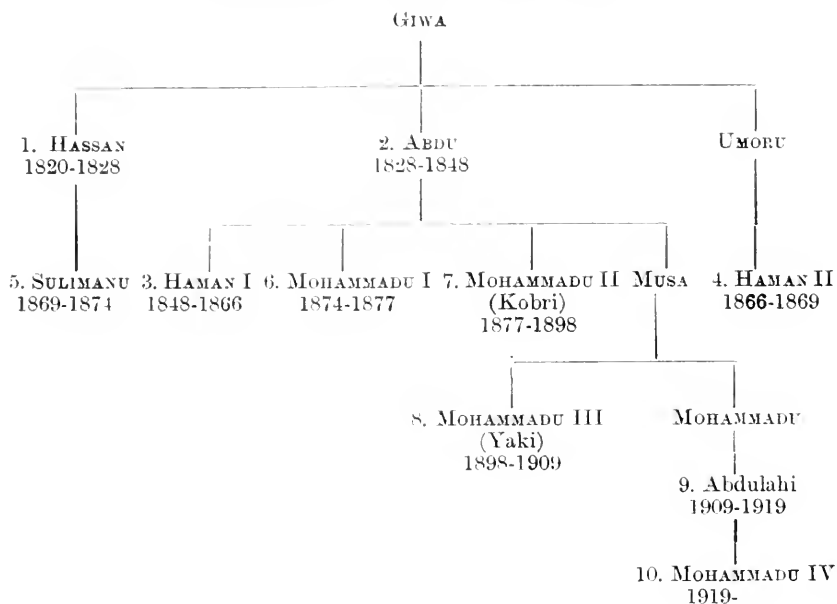 GIWA
1. HASSAN 2. ABDU UMORU
1820-1828 1828-1848
5. SULIMANU 3. HAMAN I 6. MOHAMMADU I 7. MOHAMMADU II MUSA 4. HAMAN II
1869-1874 1848-1866 1874-1877 (Kobri) 1866-1869
1877-1898
8. MOHAMMADU III MOHAMMADU
(Yaki)
1898-1909
9. Abdulahi
1909-1919
10. MOHAMMADU IV
1919-